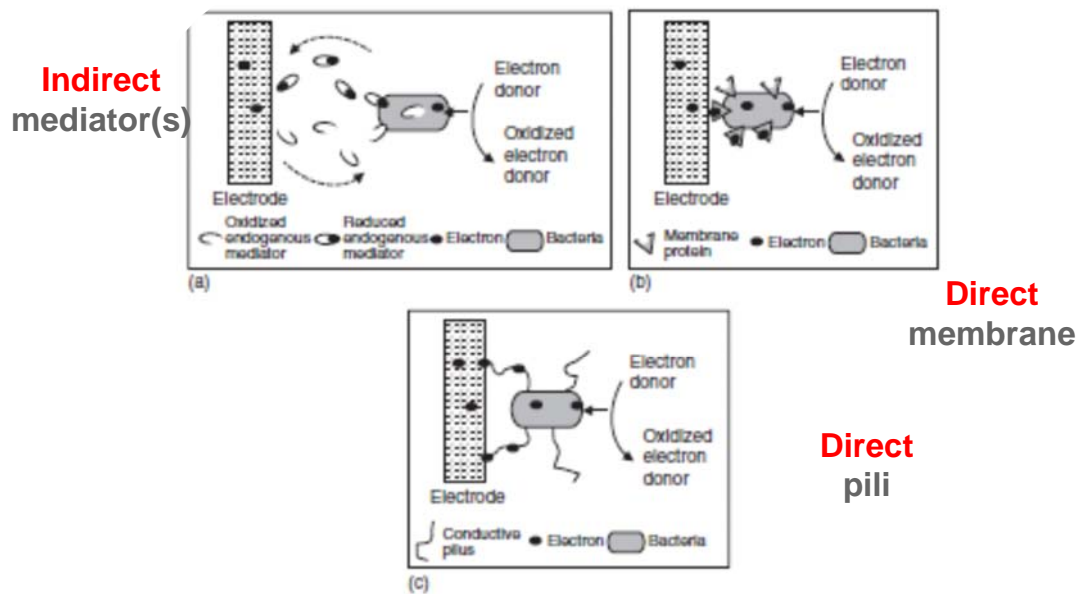 Indirect
mediator(s)
Electron
donor
Oxidized
electron
donor
Electrode
Oxidized
endogenous
mediator
Reduced
endogenous
mediator
Electron
Bacteria
(a)
Electron
donor
Oxidized
electron
donor
Electrode
Membrane
protein
Electron
Bacteria
(b)
Direct
membrane
Electron
donor
Oxidized
electron
donor
Electrode
Conductive
pilus
Electron
Bacteria
(c)
Direct
pili